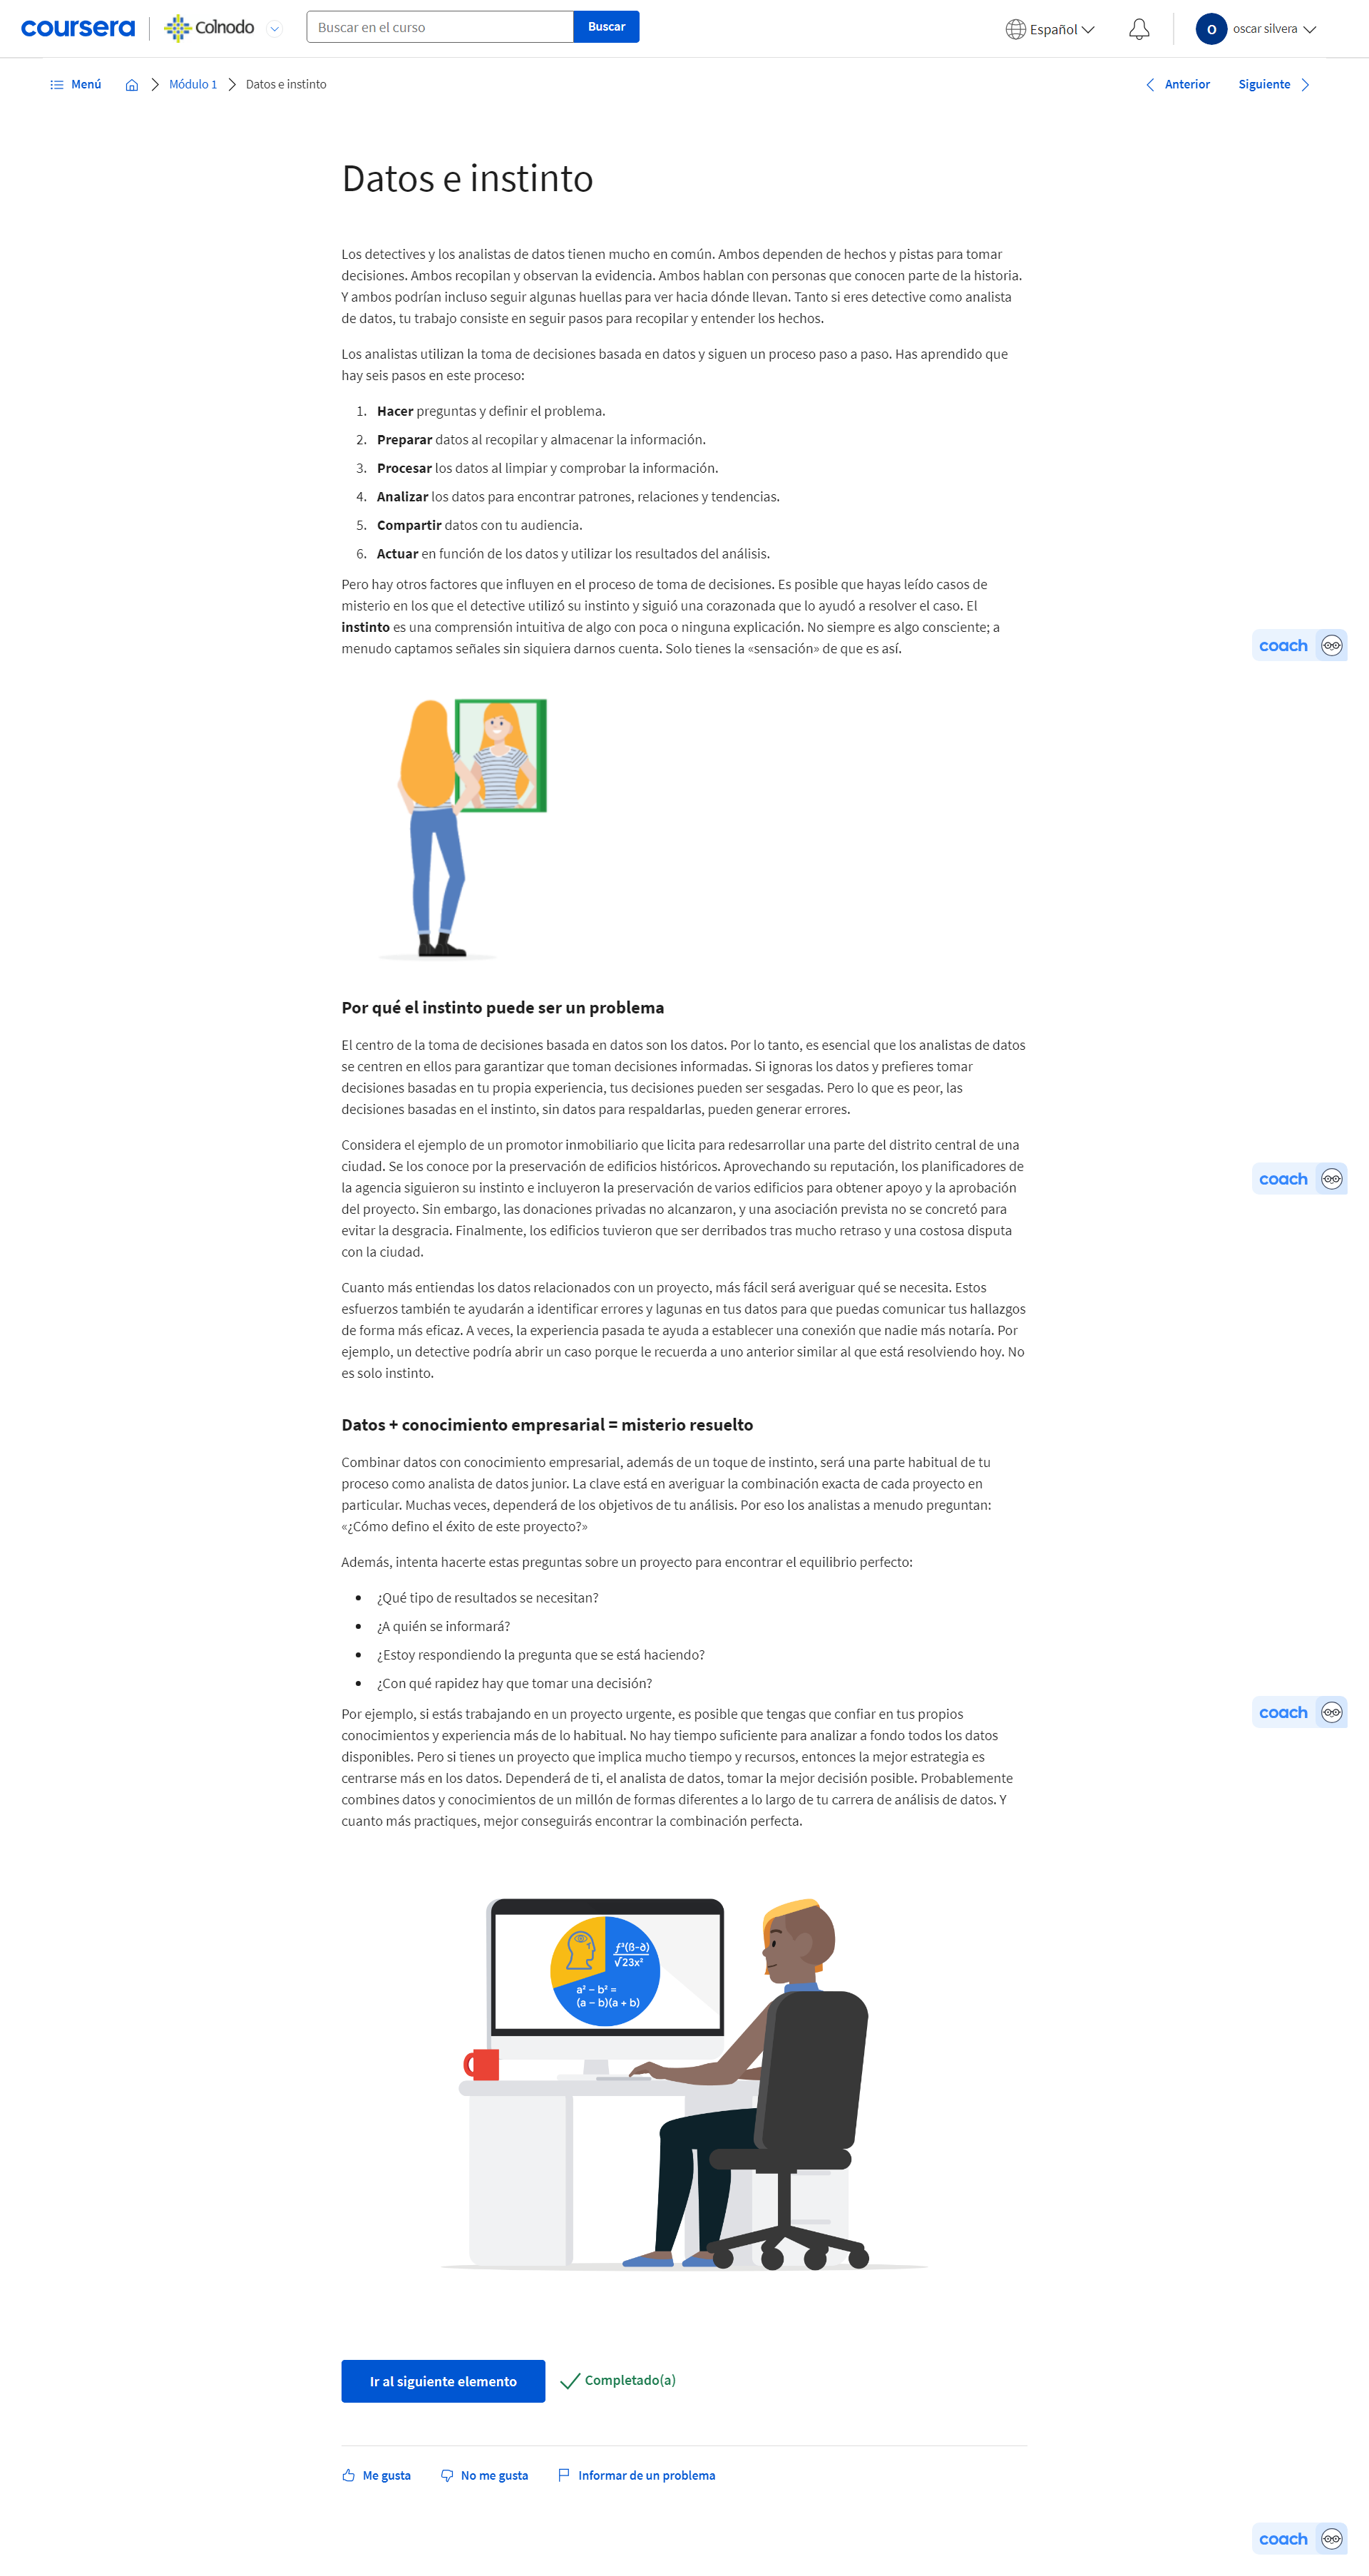 coursera
Colnodo
Buscar en el curso
Buscar
Español
O
oscar silvera
Menú
Módulo 1
Datos e instinto
Anterior
Siguiente
Datos e instinto
Los detectives y los analistas de datos tienen mucho en común. Ambos dependen de hechos y pistas para tomar
decisiones. Ambos recopilan y observan la evidencia. Ambos hablan con personas que conocen parte de la historia.
Y ambos podrían incluso seguir algunas huellas para ver hacia dónde llevan. Tanto si eres detective como analista
de datos, tu trabajo consiste en seguir pasos para recopilar y entender los hechos.
Los analistas utilizan la toma de decisiones basada en datos y siguen un proceso paso a paso. Has aprendido que
hay seis pasos en este proceso:
1. Hacer preguntas y definir el problema.
2. Preparar datos al recopilar y almacenar la información.
3. Procesar los datos al limpiar y comprobar la información.
4. Analizar los datos para encontrar patrones, relaciones y tendencias.
5. Compartir datos con tu audiencia.
6. Actuar en función de los datos y utilizar los resultados del análisis.
Pero hay otros factores que influyen en el proceso de toma de decisiones. Es posible que hayas leído casos de
misterio en los que el detective utilizó su instinto y siguió una corazonada que lo ayudó a resolver el caso. El
instinto es una comprensión intuitiva de algo con poca o ninguna explicación. No siempre es algo consciente; a
menudo captamos señales sin siquiera darnos cuenta. Solo tienes la «sensación» de que es así.
coach
Por qué el instinto puede ser un problema
El centro de la toma de decisiones basada en datos son los datos. Por lo tanto, es esencial que los analistas de datos
se centren en ellos para garantizar que toman decisiones informadas. Si ignoras los datos y prefieres tomar
decisiones basadas en tu propia experiencia, tus decisiones pueden ser sesgadas. Pero lo que es peor, las
decisiones basadas en el instinto, sin datos para respaldarlas, pueden generar errores.
Considera el ejemplo de un promotor inmobiliario que licita para redesarrollar una parte del distrito central de una
ciudad. Se los conoce por la preservación de edificios históricos. Aprovechando su reputación, los planificadores de
la agencia siguieron su instinto e incluyeron la preservación de varios edificios para obtener apoyo y la aprobación
del proyecto. Sin embargo, las donaciones privadas no alcanzaron, y una asociación prevista no se concretó para
evitar la desgracia. Finalmente, los edificios tuvieron que ser derribados tras mucho retraso y una costosa disputa
con la ciudad.
coach
Cuanto más entiendas los datos relacionados con un proyecto, más fácil será averiguar qué se necesita. Estos
esfuerzos también te ayudarán a identificar errores y lagunas en tus datos para que puedas comunicar tus hallazgos
de forma más eficaz. A veces, la experiencia pasada te ayuda a establecer una conexión que nadie más notaría. Por
ejemplo, un detective podría abrir un caso porque le recuerda a uno anterior similar al que está resolviendo hoy. No
es solo instinto.
Datos + conocimiento empresarial = misterio resuelto
Combinar datos con conocimiento empresarial, además de un toque de instinto, será una parte habitual de tu
proceso como analista de datos junior. La clave está en averiguar la combinación exacta de cada proyecto en
particular. Muchas veces, dependerá de los objetivos de tu análisis. Por eso los analistas a menudo preguntan:
«¿Cómo defino el éxito de este proyecto?»
Además, intenta hacerte estas preguntas sobre un proyecto para encontrar el equilibrio perfecto:
• ¿Qué tipo de resultados se necesitan?
• ¿A quién se informará?
• ¿Estoy respondiendo la pregunta que se está haciendo?
• ¿Con qué rapidez hay que tomar una decisión?
coach
Por ejemplo, si estás trabajando en un proyecto urgente, es posible que tengas que confiar en tus propios
conocimientos y experiencia más de lo habitual. No hay tiempo suficiente para analizar a fondo todos los datos
disponibles. Pero si tienes un proyecto que implica mucho tiempo y recursos, entonces la mejor estrategia es
centrarse más en los datos. Dependerá de ti, el analista de datos, tomar la mejor decisión posible. Probablemente
combines datos y conocimientos de un millón de formas diferentes a lo largo de tu carrera de análisis de datos. Y
cuanto más practiques, mejor conseguirás encontrar la combinación perfecta.
ƒ³(ß-∂)
√23x²
a² − b² =
(a − b)(a + b)
Ir al siguiente elemento
Completado(a)
Me gusta
No me gusta
Informar de un problema
coach